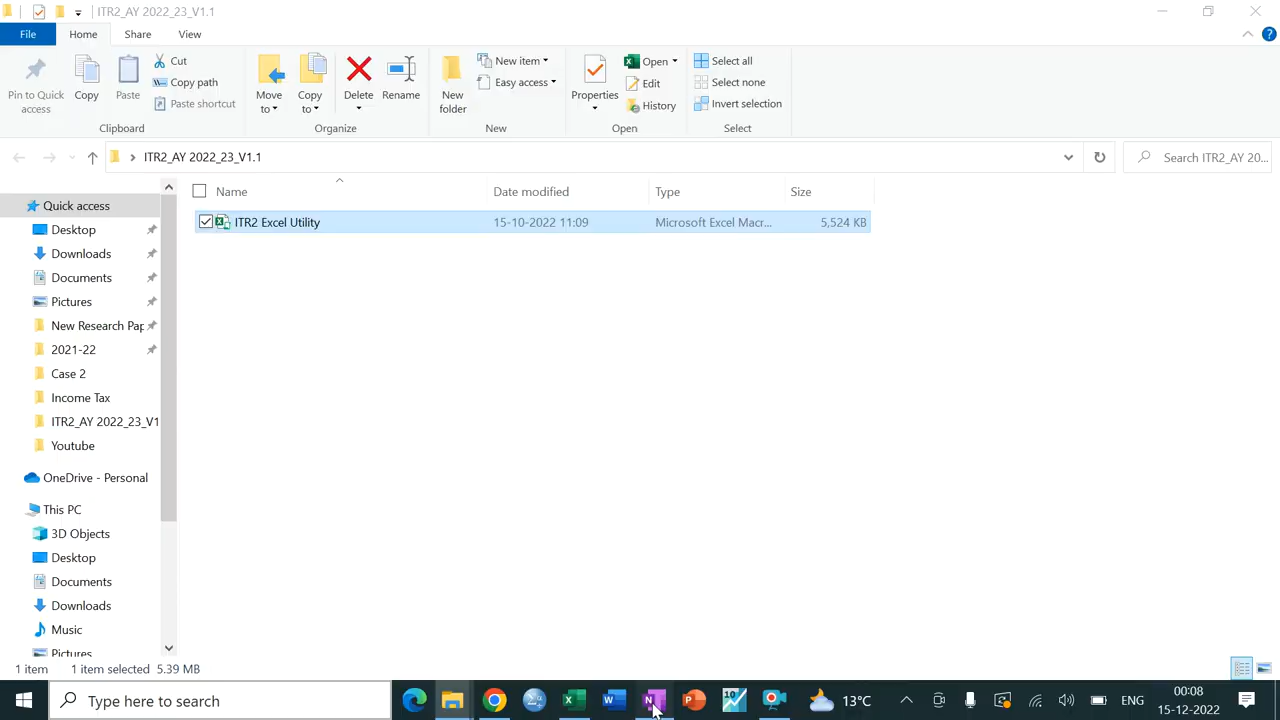 ITR2_AY 2022_23_V1.1
File Home Share View
Pin to Quick access
Copy
Paste
Cut
Copy path
Paste shortcut
Clipboard
Move to
Copy to
Delete
Rename
Organize
New folder
New item
Easy access
New
Properties
Open
Edit
History
Open
Select all
Select none
Invert selection
Select
ITR2_AY 2022_23_V1.1
Search ITR2_AY 20...
Name Date modified Type Size
ITR2 Excel Utility 15-10-2022 11:09 Microsoft Excel Macr... 5,524 KB
Quick access
Desktop
Downloads
Documents
Pictures
New Research Pap
2021-22
Case 2
Income Tax
ITR2_AY 2022_23_V1
Youtube
OneDrive - Personal
This PC
3D Objects
Desktop
Documents
Downloads
Music
Pictures
1 item 1 item selected 5.39 MB
Type here to search
10
13°C
ENG
00:08
15-12-2022